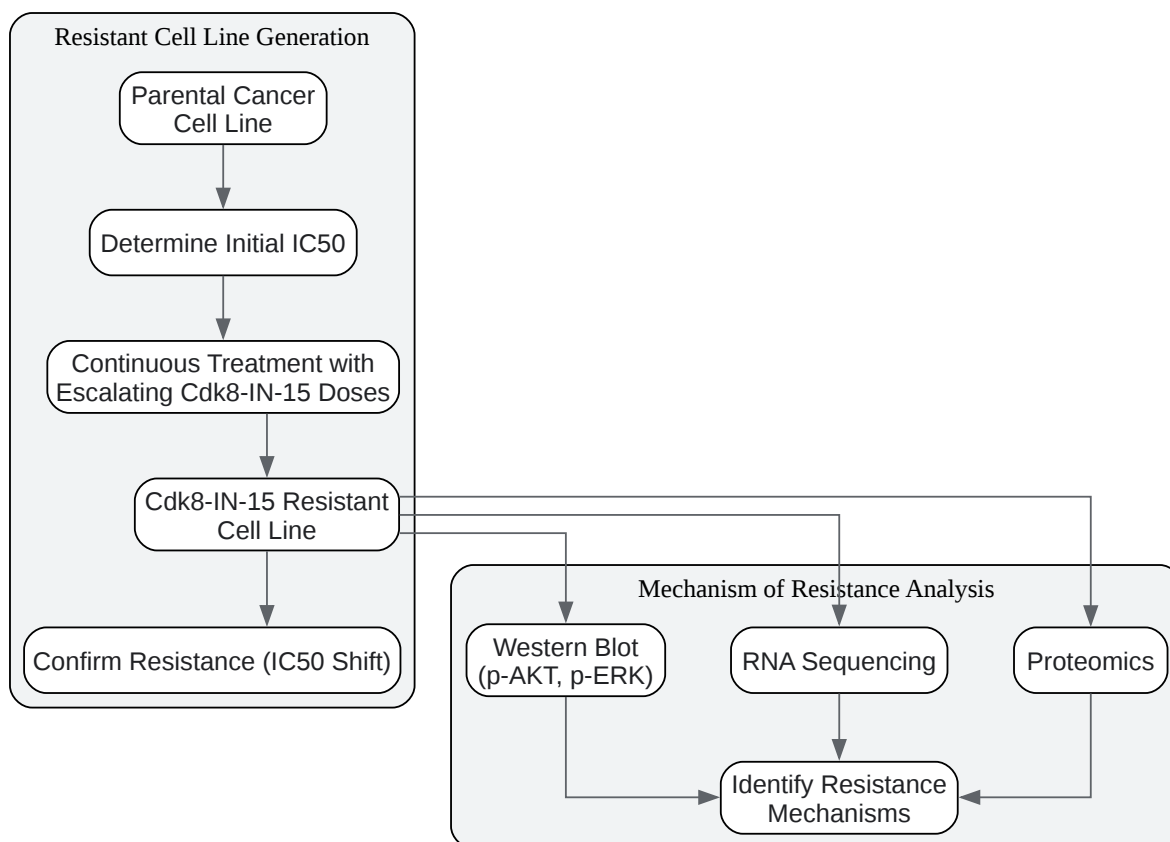 Resistant Cell Line Generation
Parental Cancer
Cell Line
Determine Initial IC50
Continuous Treatment with
Escalating Cdk8-IN-15 Doses
Cdk8-IN-15 Resistant
Cell Line
Confirm Resistance (IC50 Shift)
Mechanism of Resistance Analysis
Western Blot
(p-AKT, p-ERK)
RNA Sequencing
Proteomics
Identify Resistance
Mechanisms